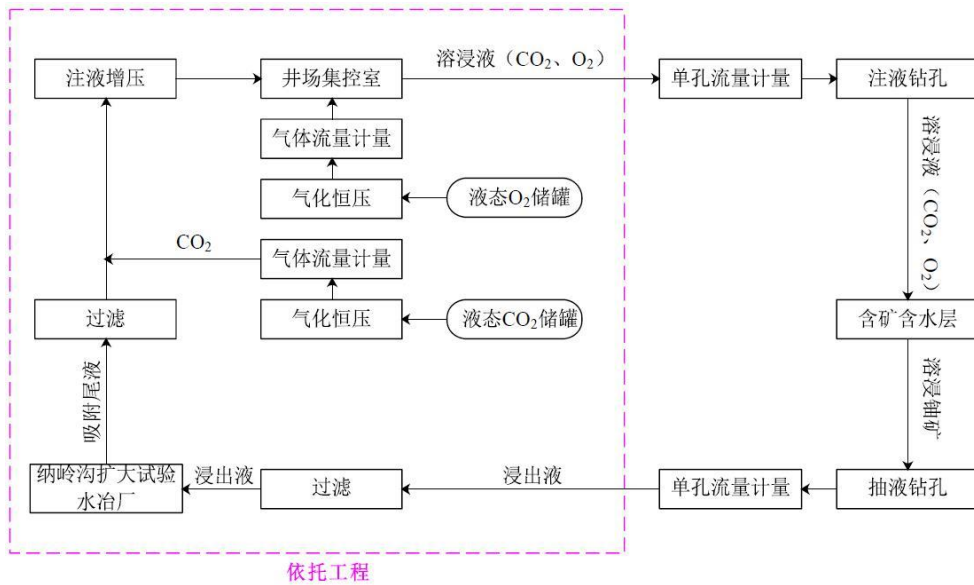 注液增压
井场集控室
溶浸液（CO₂、O₂）
单孔流量计量
注液钻孔
气体流量计量
气化恒压
液态O₂储罐
溶浸液（CO₂、O₂）
CO₂
气体流量计量
过滤
气化恒压
液态CO₂储罐
含矿含水层
吸附尾液
溶浸铀矿
纳岭沟扩大试验
水冶厂
浸出液
过滤
浸出液
单孔流量计量
抽液钻孔
依托工程